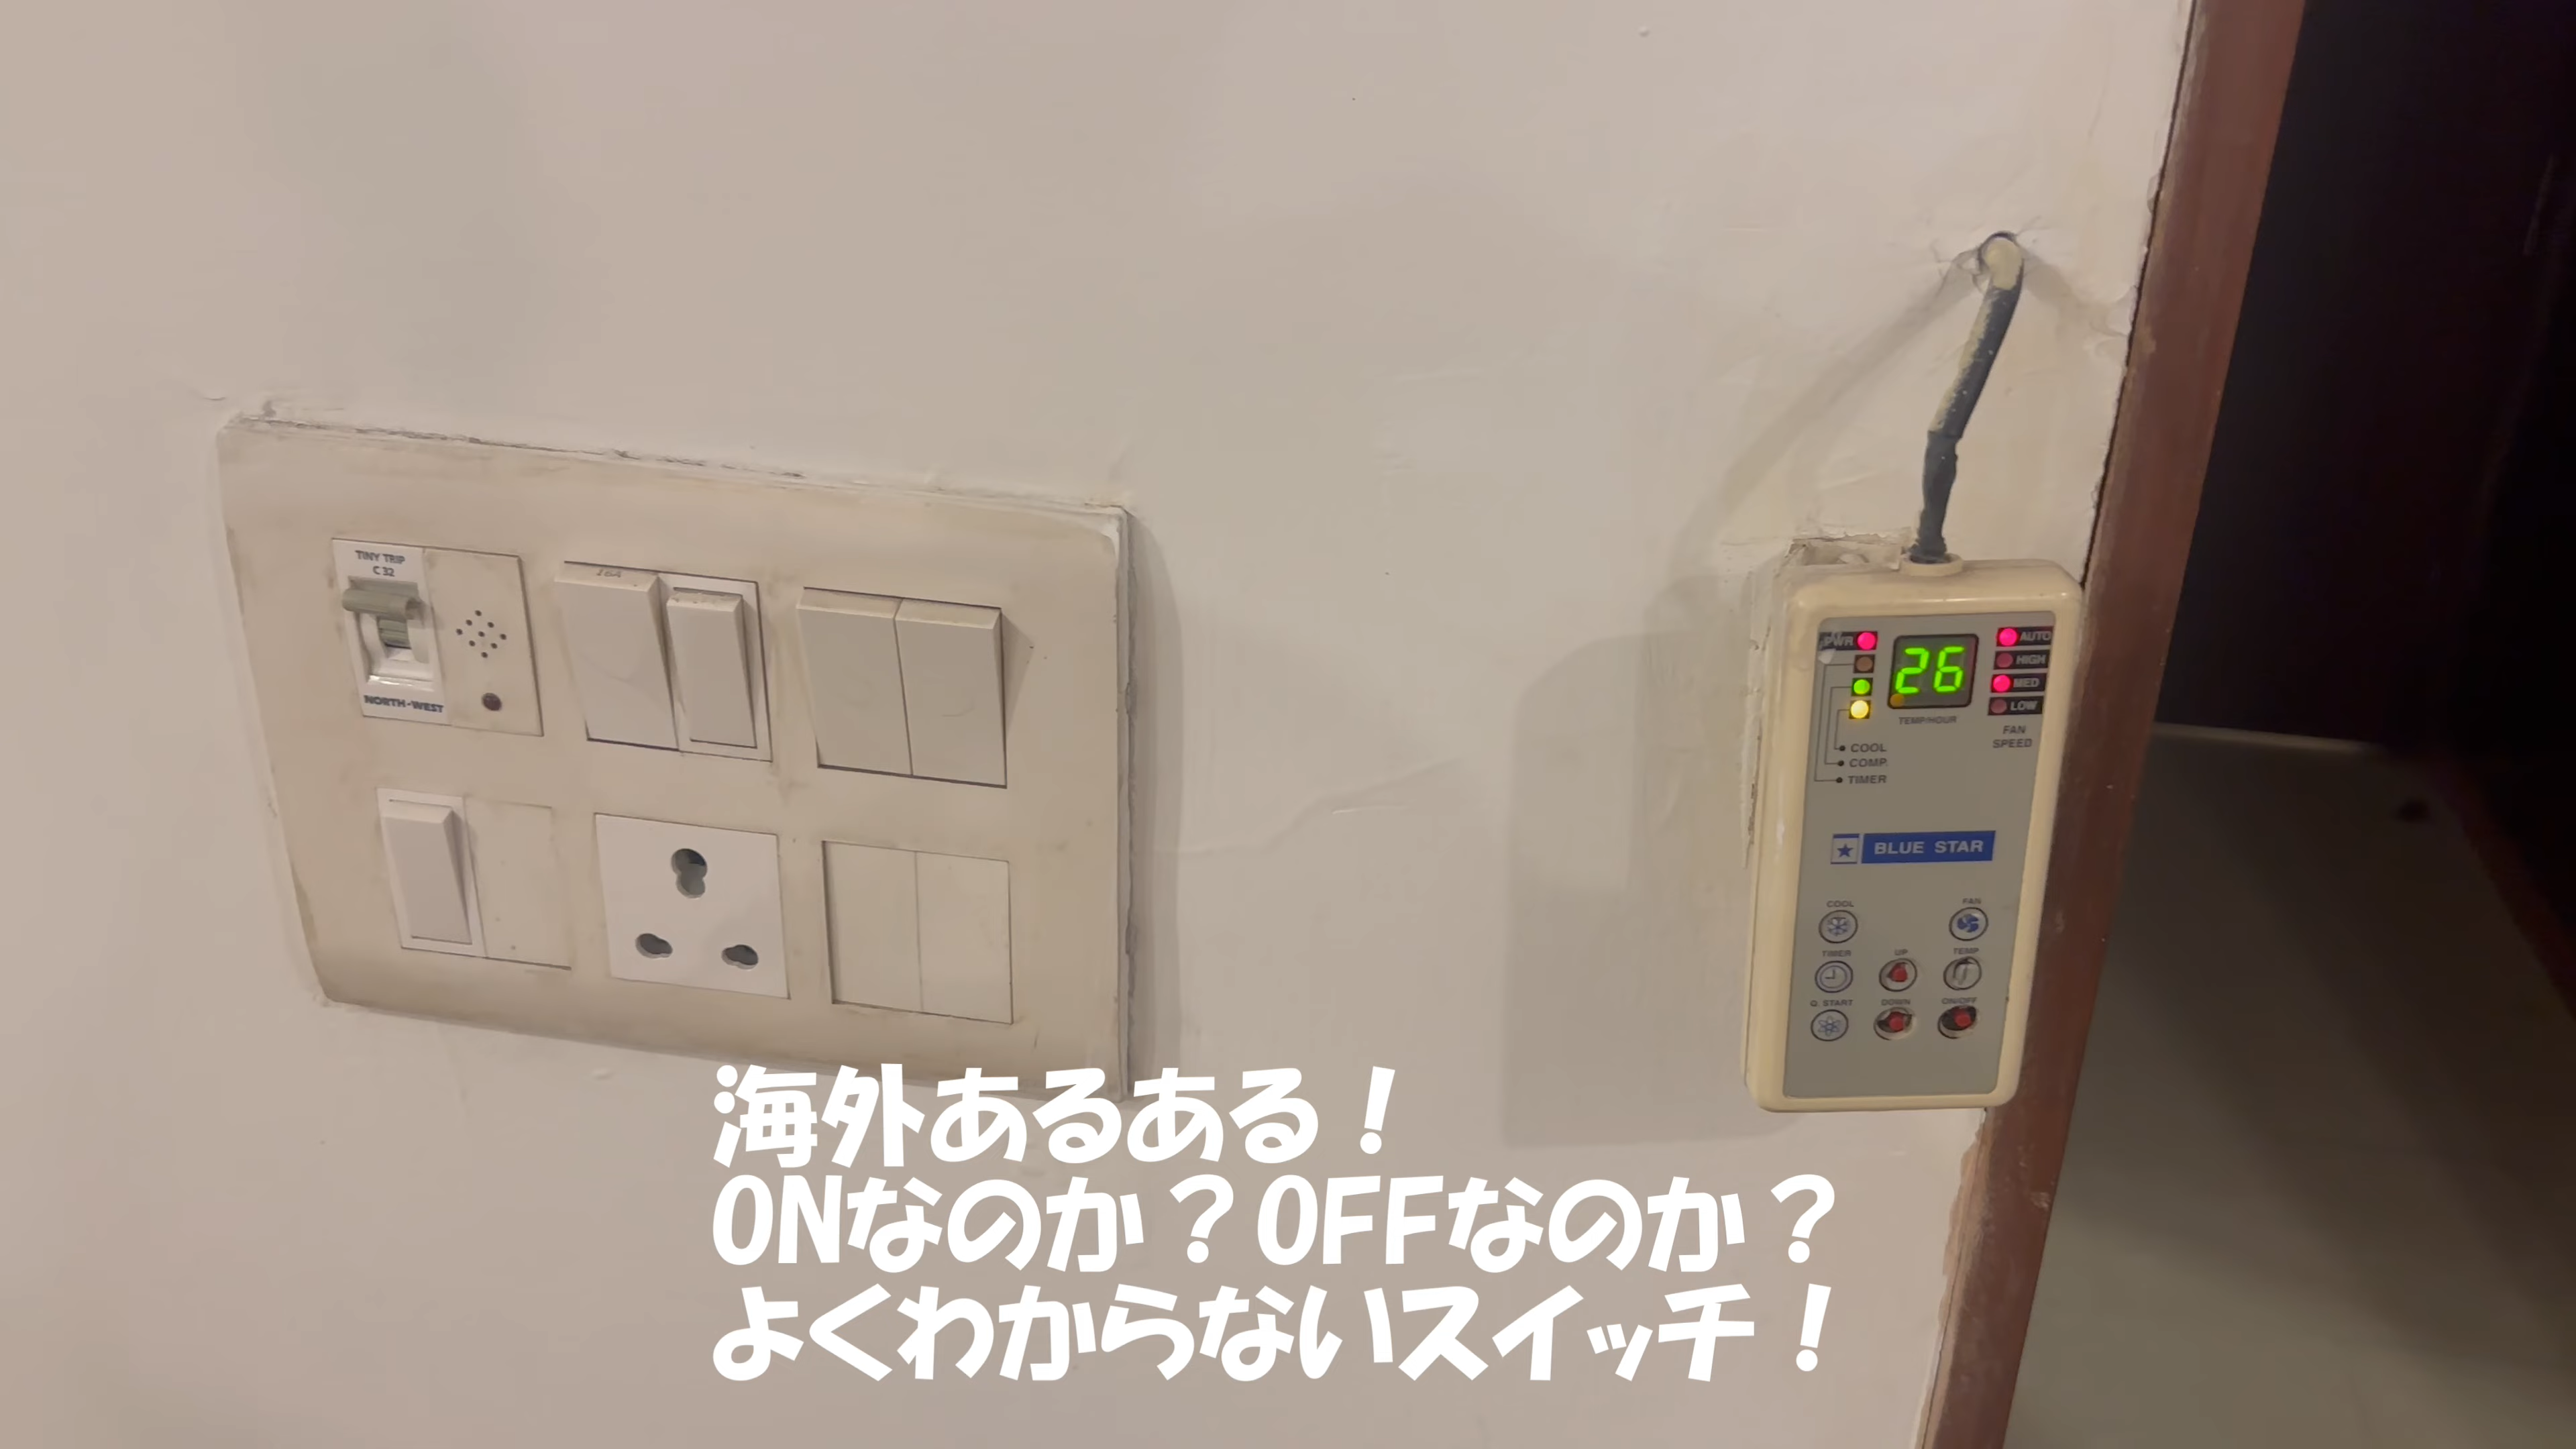 TINY TRIP
C 32
NORTH-WEST
16A
PWR
26
AUTO
HIGH
MED
LOW
TEMP/HOUR
FAN
SPEED
COOL
COMP.
TIMER
BLUE STAR
COOL
FAN
TIMER
UP
TEMP
Q. START
DOWN
ON/OFF
海外あるある！
ONなのか？OFFなのか？
よくわからないスイッチ！